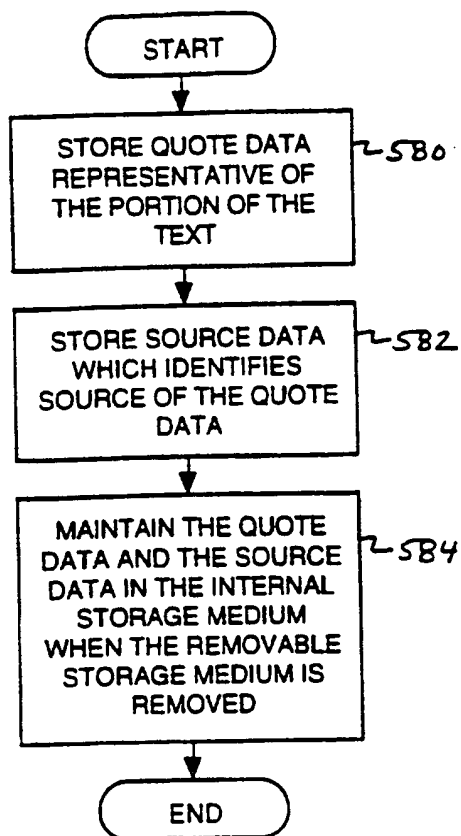 START
STORE QUOTE DATA
REPRESENTATIVE OF
THE PORTION OF THE
TEXT
580
STORE SOURCE DATA
WHICH IDENTIFIES
SOURCE OF THE QUOTE
DATA
582
MAINTAIN THE QUOTE
DATA AND THE SOURCE
DATA IN THE INTERNAL
STORAGE MEDIUM
WHEN THE REMOVABLE
STORAGE MEDIUM IS
REMOVED
584
END